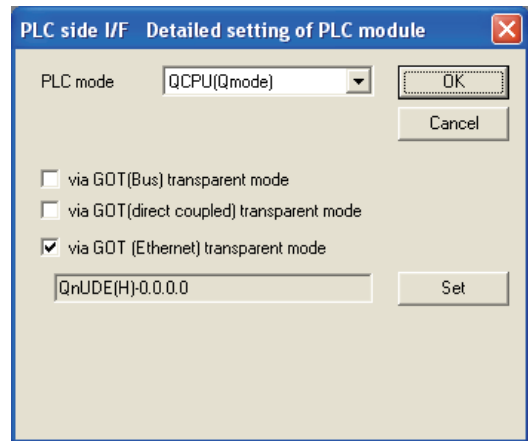 PLC side I/F Detailed setting of PLC module
PLC mode QCPU(Qmode) OK
Cancel
via GOT(Bus) transparent mode
via GOT(direct coupled) transparent mode
via GOT (Ethernet) transparent mode
QnUDE(H)-0.0.0.0 Set